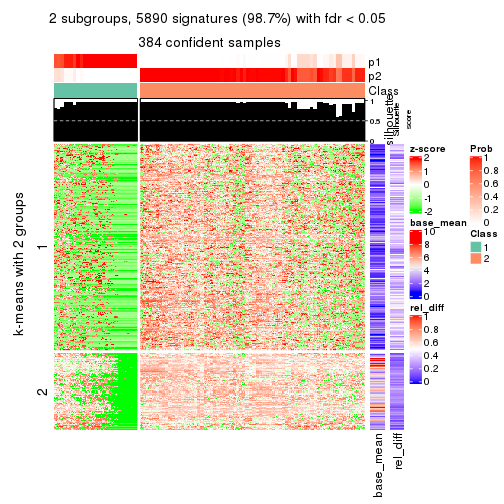 2 subgroups, 5890 signatures (98.7%) with fdr < 0.05
384 confident samples
p1
p2
Class
1
0.5
0
silhouette
Silhouette
score
k-means with 2 groups
1
2
base_mean
rel_diff
z-score
2
1
0
-1
-2
base_mean
10
8
6
4
2
0
rel_diff
1
0.8
0.6
0.4
0.2
0
Prob
1
0.8
0.6
0.4
0.2
0
Class
1
2